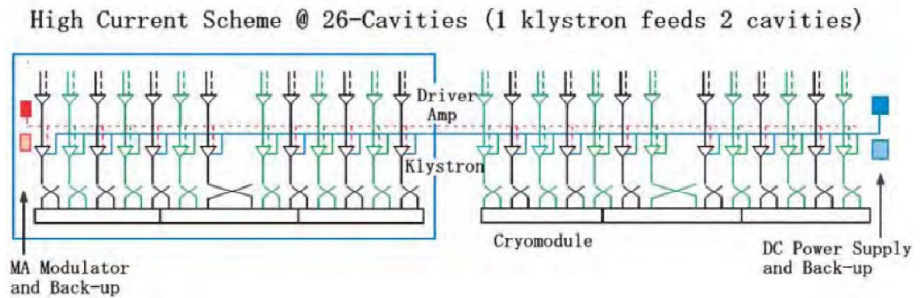 High Current Scheme @ 26-Cavities (1 klystron feeds 2 cavities)
Driver
Amp
Klystron
Cryomodule
MA Modulator
and Back-up
DC Power Supply
and Back-up